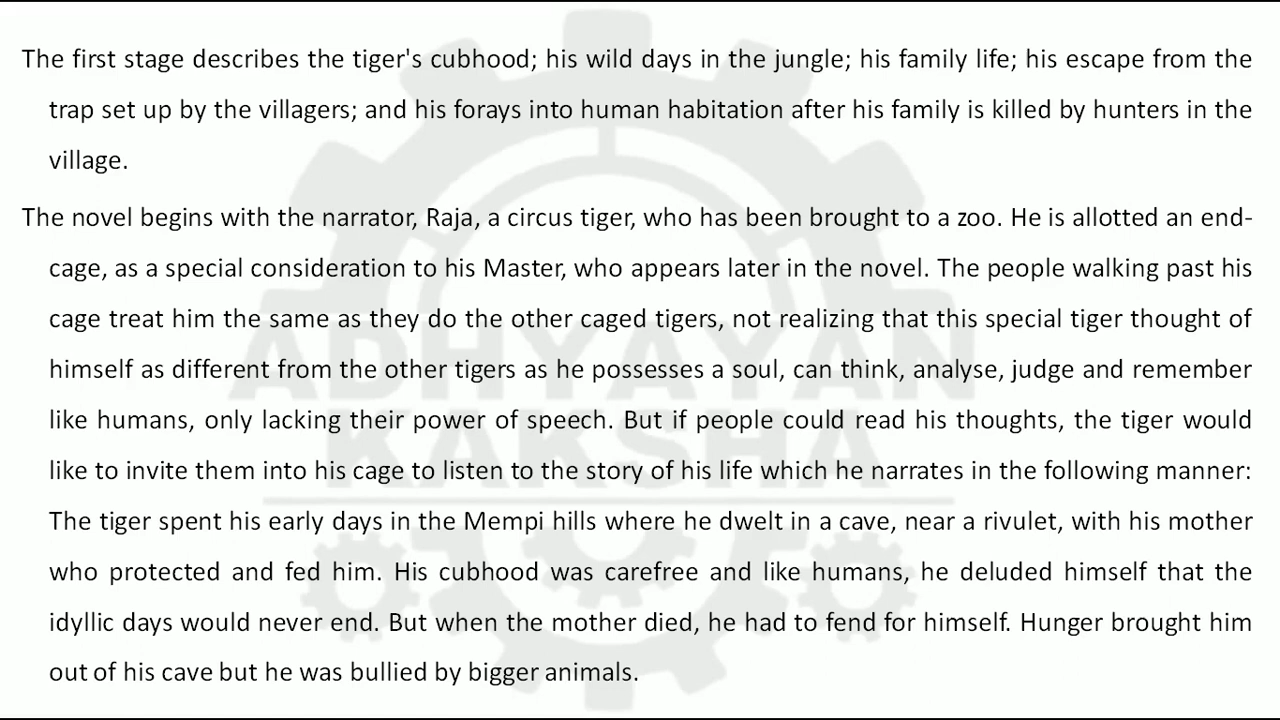 The first stage describes the tiger's cubhood; his wild days in the jungle; his family life; his escape from the
trap set up by the villagers; and his forays into human habitation after his family is killed by hunters in the
village.
The novel begins with the narrator, Raja, a circus tiger, who has been brought to a zoo. He is allotted an end-
cage, as a special consideration to his Master, who appears later in the novel. The people walking past his
cage treat him the same as they do the other caged tigers, not realizing that this special tiger thought of
himself as different from the other tigers as he possesses a soul, can think, analyse, judge and remember
like humans, only lacking their power of speech. But if people could read his thoughts, the tiger would
like to invite them into his cage to listen to the story of his life which he narrates in the following manner:
The tiger spent his early days in the Mempi hills where he dwelt in a cave, near a rivulet, with his mother
who protected and fed him. His cubhood was carefree and like humans, he deluded himself that the
idyllic days would never end. But when the mother died, he had to fend for himself. Hunger brought him
out of his cave but he was bullied by bigger animals.
ADHYAYAN
KAKSHA